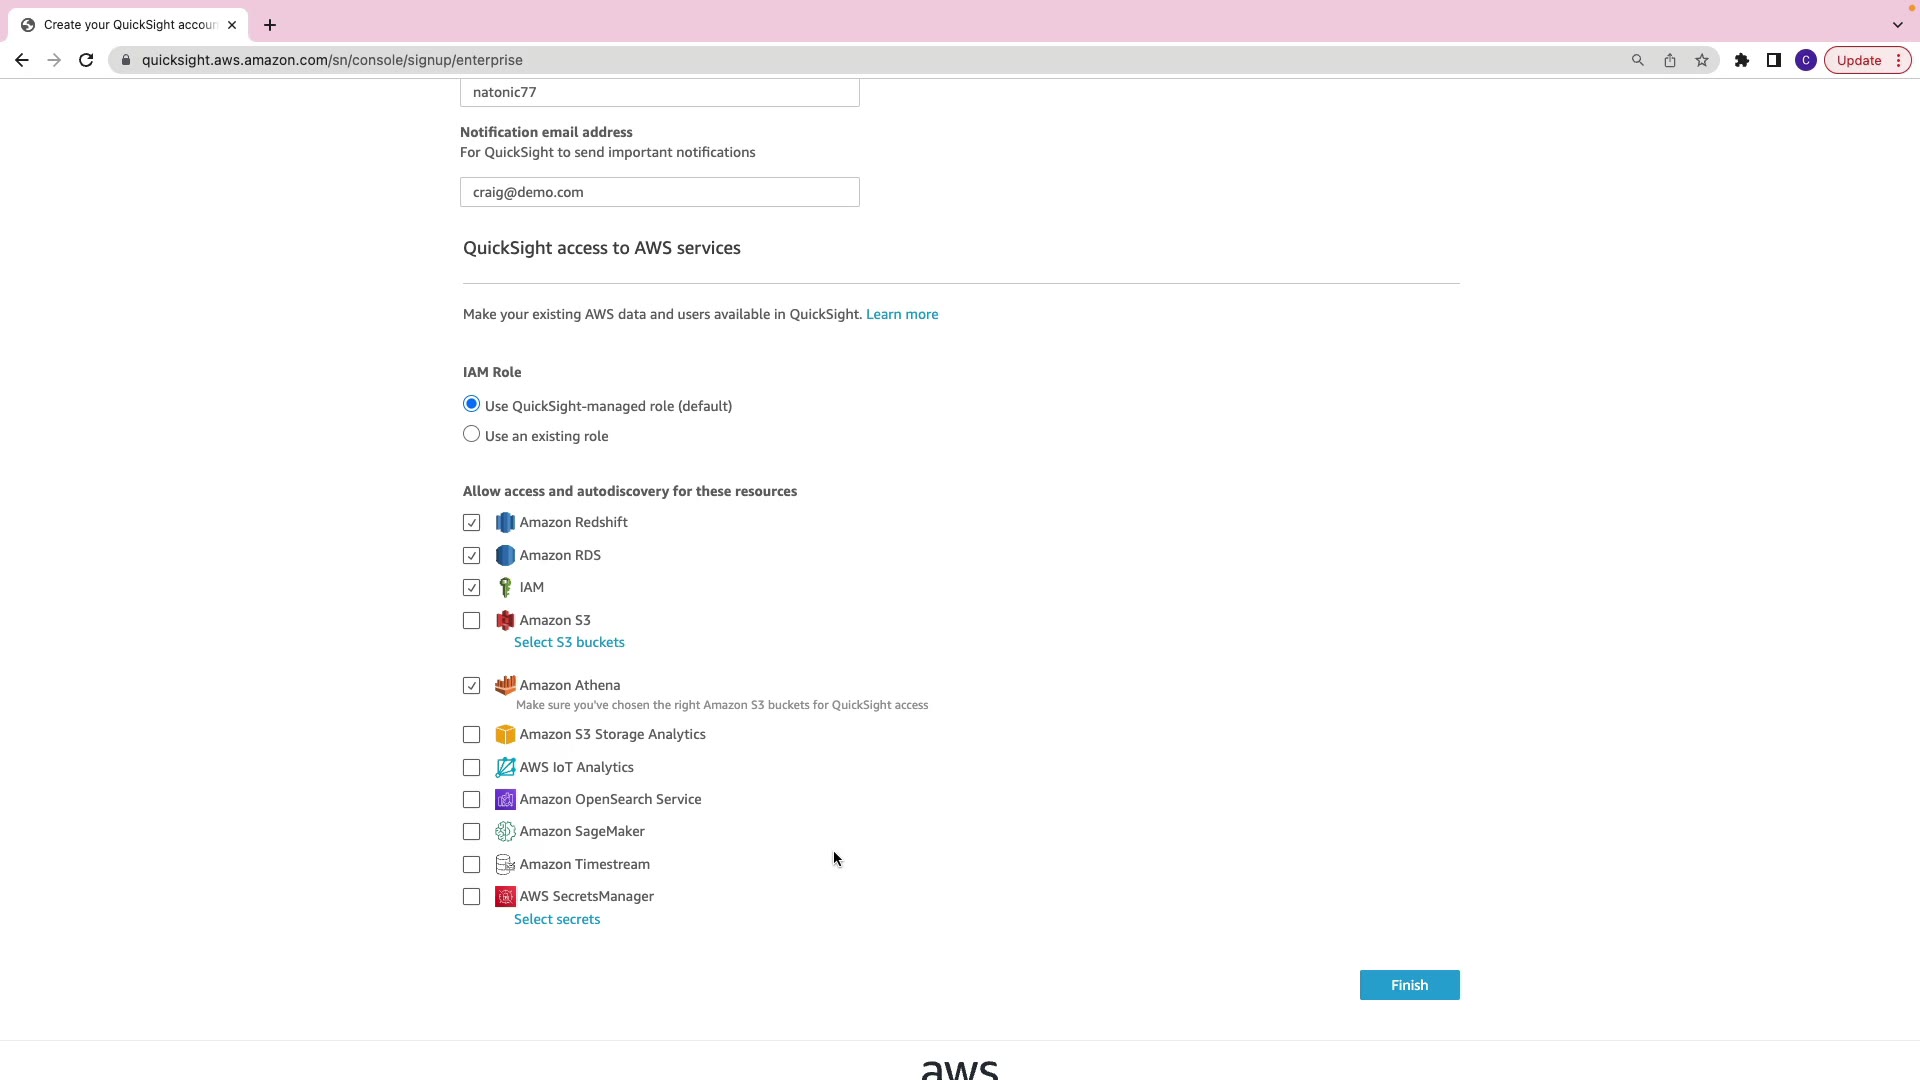 Create your QuickSight accoun
quicksight.aws.amazon.com/sn/console/signup/enterprise
C
Update
natonic77
Notification email address
For QuickSight to send important notifications
craig@demo.com
QuickSight access to AWS services
Make your existing AWS data and users available in QuickSight. Learn more
IAM Role
Use QuickSight-managed role (default)
Use an existing role
Allow access and autodiscovery for these resources
Amazon Redshift
Amazon RDS
IAM
Amazon S3
Select S3 buckets
Amazon Athena
Make sure you've chosen the right Amazon S3 buckets for QuickSight access
Amazon S3 Storage Analytics
AWS IoT Analytics
Amazon OpenSearch Service
Amazon SageMaker
Amazon Timestream
AWS SecretsManager
Select secrets
Finish
aws